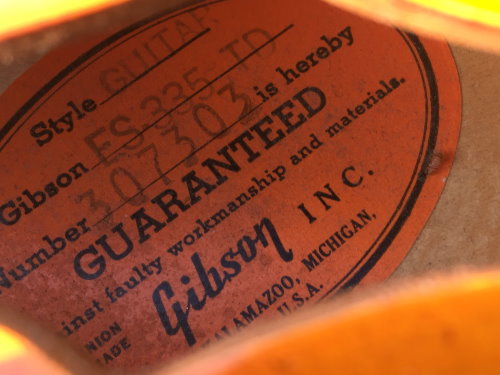 Style GUITAR
Gibson ES 335 TD
Number 307303 is hereby
GUARANTEED
inst faulty workmanship and materials.
Gibson INC.
NION
ADE
KALAMAZOO, MICHIGAN,
U.S.A.